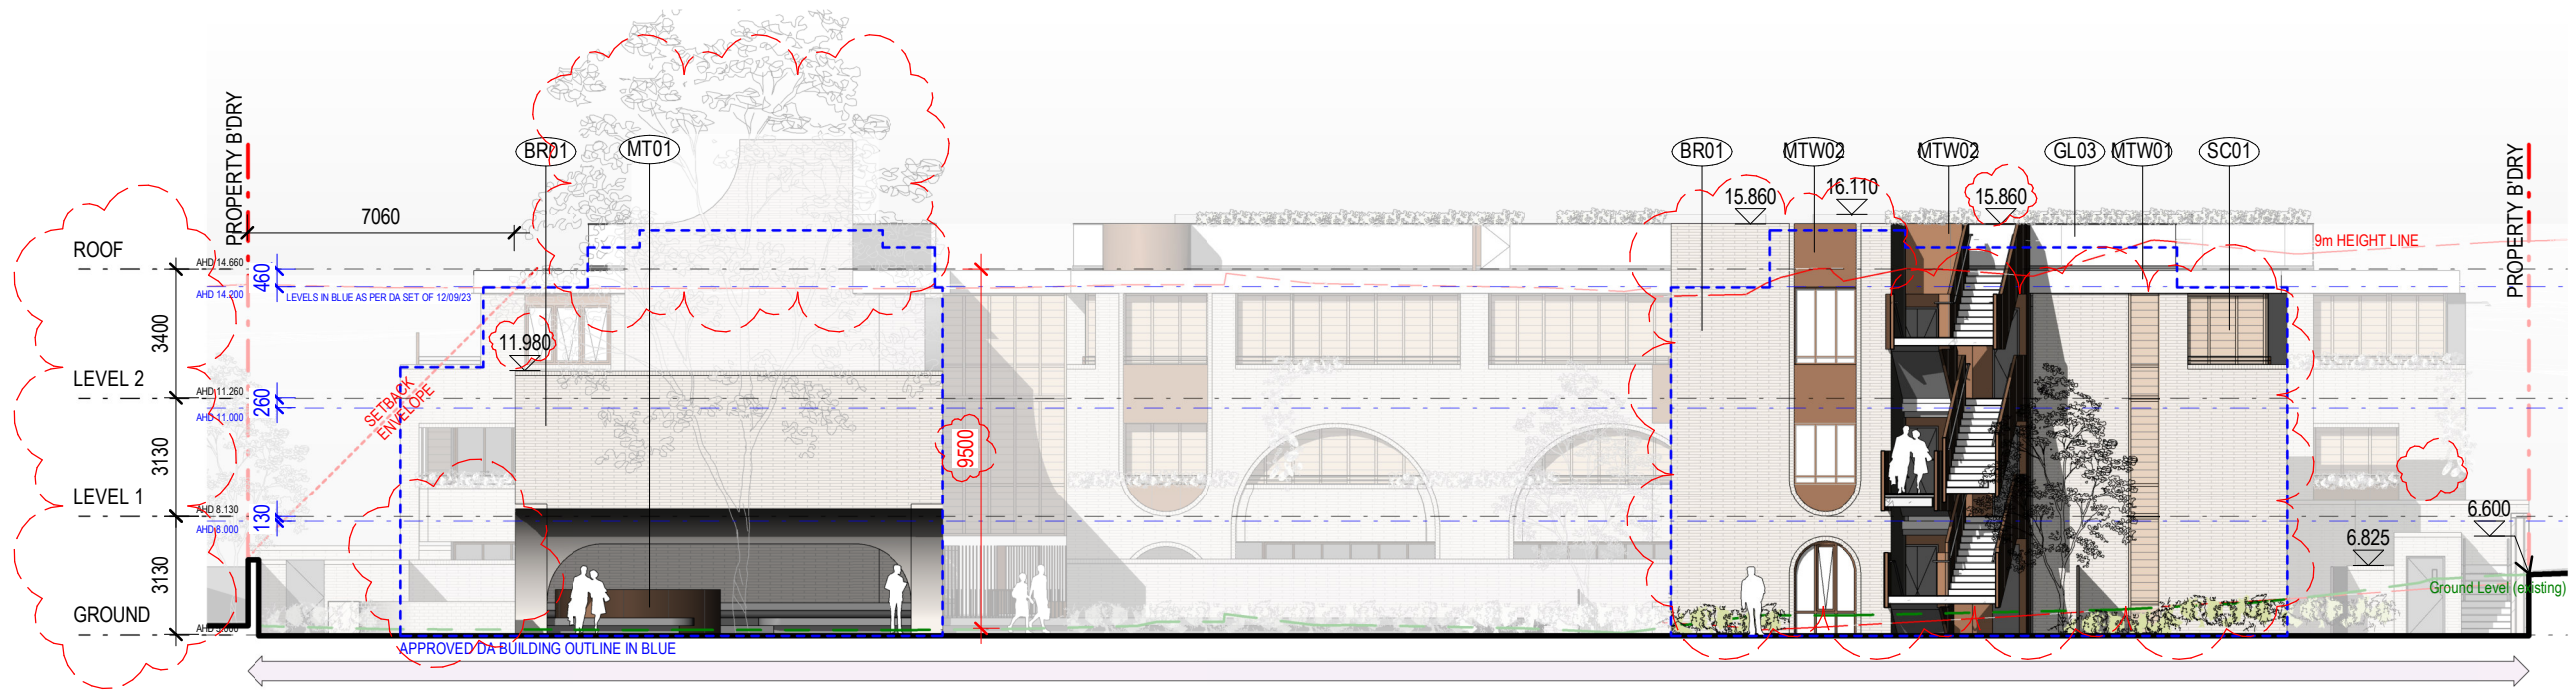 PROPERTY B'DRY
7060
BR01
MT01
BR01
MTW02
MTW02
GL03
MTW01
SC01
PROPERTY B'DRY
15.860
16.110
15.860
9m HEIGHT LINE
ROOF
AHD 14.660
460
AHD 14.200
LEVELS IN BLUE AS PER DA SET OF 12/09/23
3400
11.980
LEVEL 2
AHD 11.260
260
AHD 11.000
SETBACK
ENVELOPE
3130
9500
LEVEL 1
AHD 8.130
130
AHD 8.000
6.600
6.825
3130
Ground Level (existing)
GROUND
APPROVED DA BUILDING OUTLINE IN BLUE